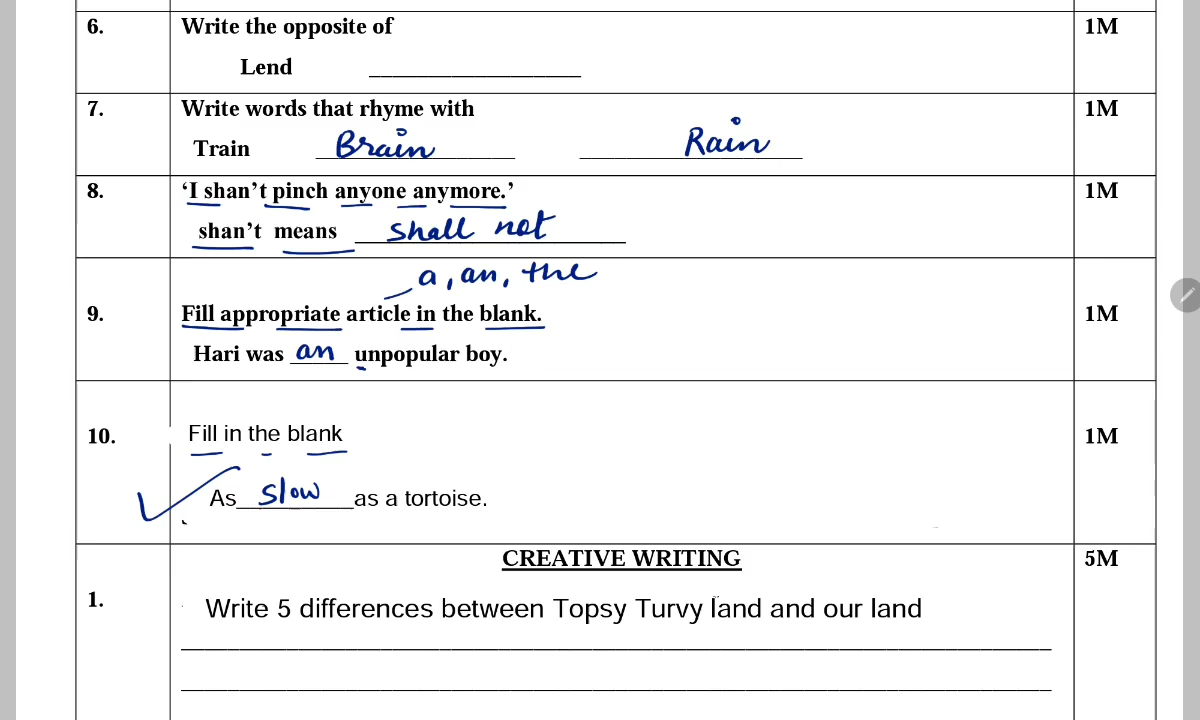 6. Write the opposite of 1M
Lend ___________________
7. Write words that rhyme with 1M
Train Brain Rain
8. ‘I shan’t pinch anyone anymore.’ 1M
shan’t means shall not
a, an, the
9. Fill appropriate article in the blank. 1M
Hari was an unpopular boy.
10. Fill in the blank 1M
As slow as a tortoise.
CREATIVE WRITING 5M
1. Write 5 differences between Topsy Turvy land and our land